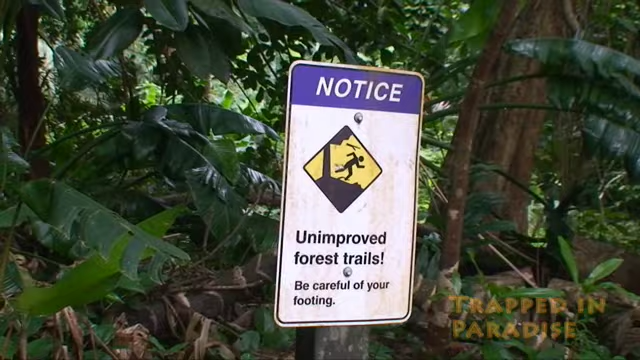 NOTICE
Unimproved
forest trails!
Be careful of your
footing.
TRAPPED IN
PARADISE